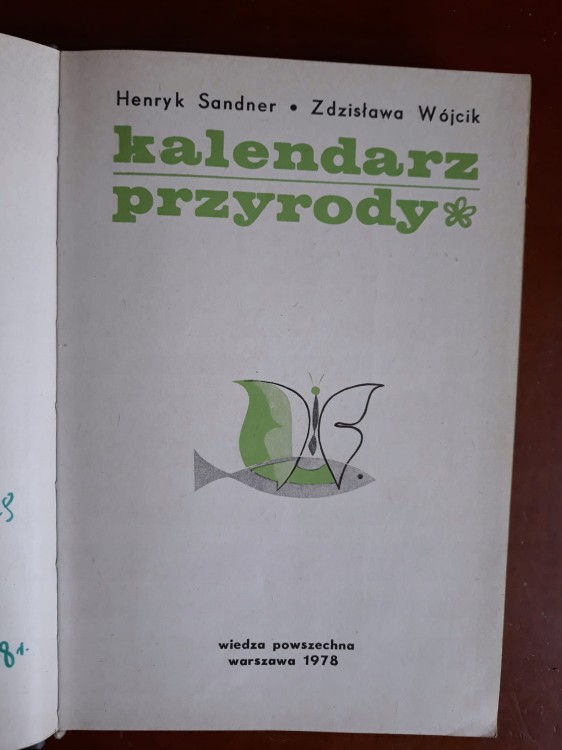 Henryk Sandner • Zdzisława Wójcik
kalendarz
przyrody
wiedza powszechna
warszawa 1978